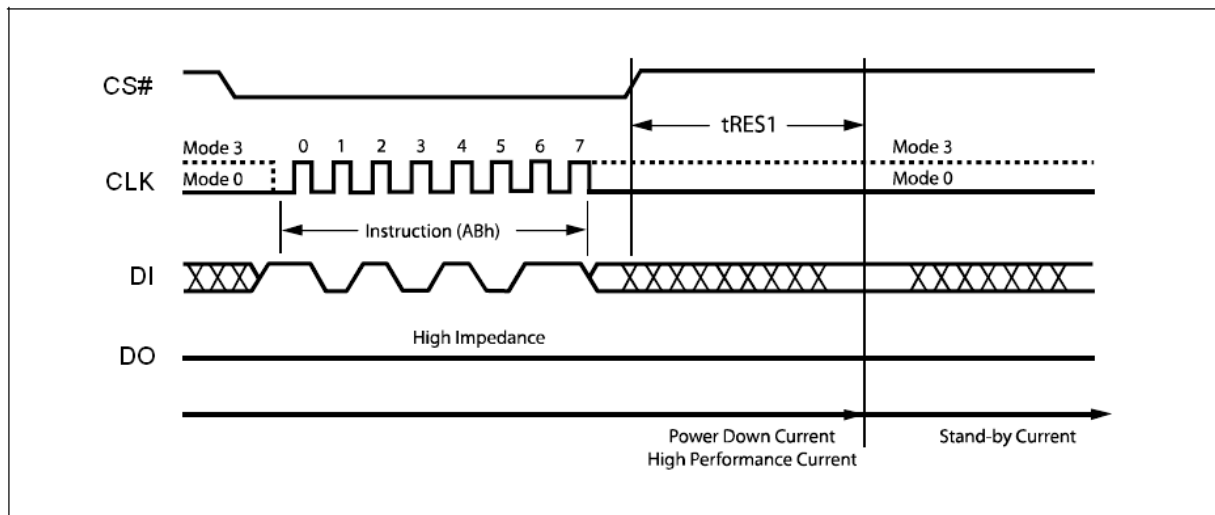 CS#
tRES1
Mode 3
0 1 2 3 4 5 6 7
Mode 3
CLK
Mode 0
Mode 0
Instruction (ABh)
DI
High Impedance
DO
Power Down Current
High Performance Current
Stand-by Current